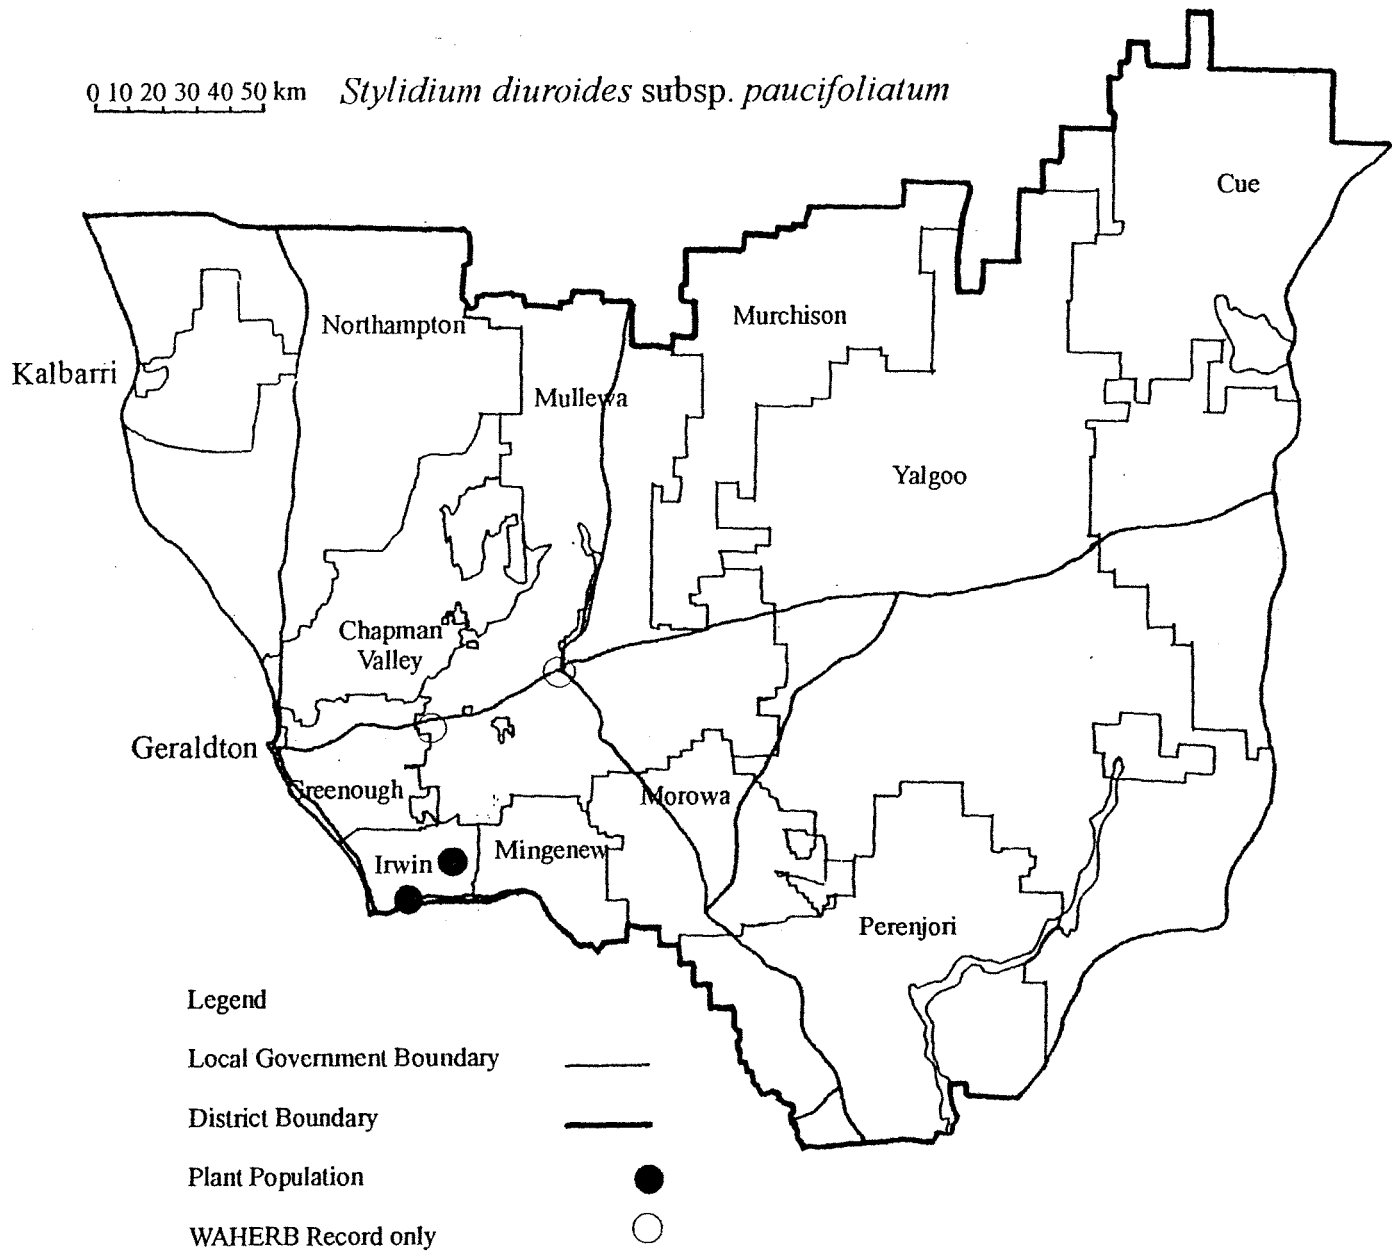 0 10 20 30 40 50 km
Stylidium diuroides subsp. paucifoliatum
Cue
Murchison
Northampton
Kalbarri
Mullewa
Yalgoo
Chapman
Valley
Geraldton
Greenough
Morowa
Mingenew
Irwin
Perenjori
Legend
Local Government Boundary
District Boundary
Plant Population
WAHERB Record only